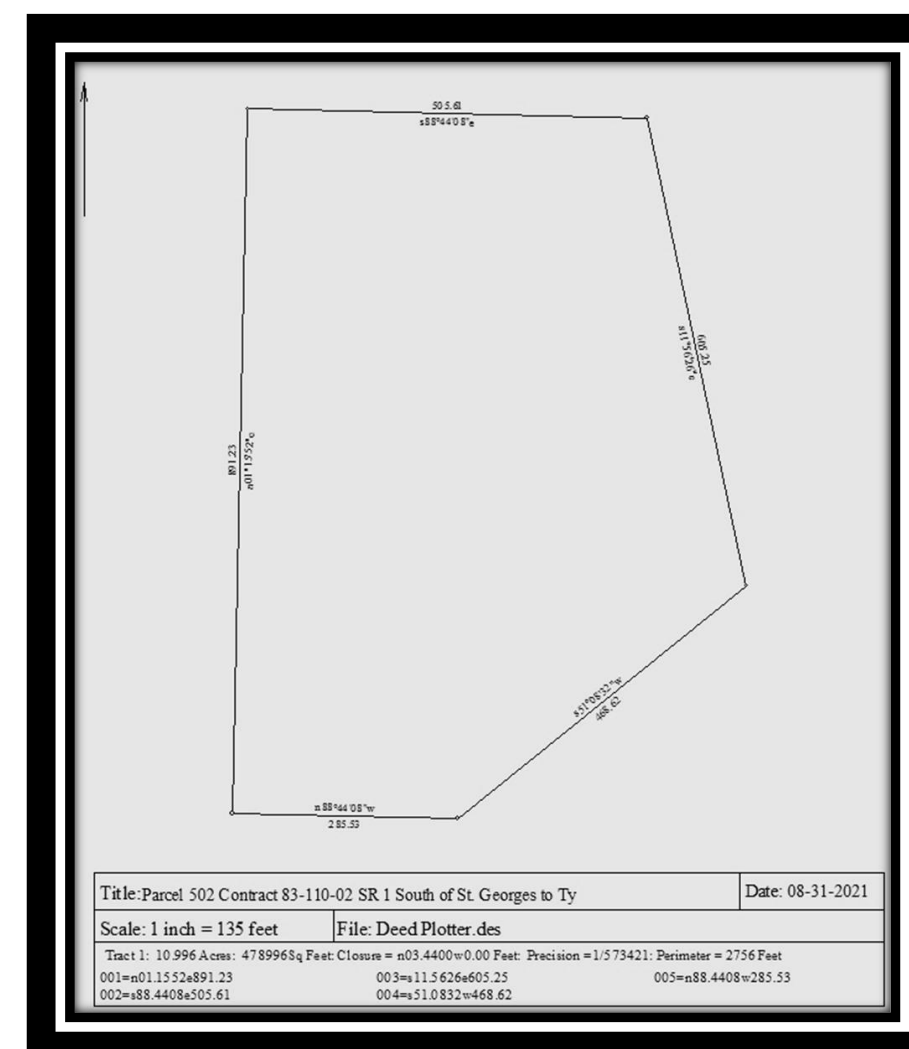 505.61
s88°44'08"e
605.25
s11°56'26"e
891.23
n01°15'52"e
s51°08'32"w
468.62
n88°44'08"w
285.53
Title:Parcel 502 Contract 83-110-02 SR 1 South of St. Georges to Ty
Date: 08-31-2021
Scale: 1 inch = 135 feet
File: Deed Plotter.des
Tract 1: 10.996 Acres: 478996Sq Feet: Closure = n03.4400w 0.00 Feet: Precision =1/573421: Perimeter = 2756 Feet
001=n01.1552e891.23
003=s11.5626e605.25
005=n88.4408w285.53
002=s88.4408e505.61
004=s51.0832w468.62